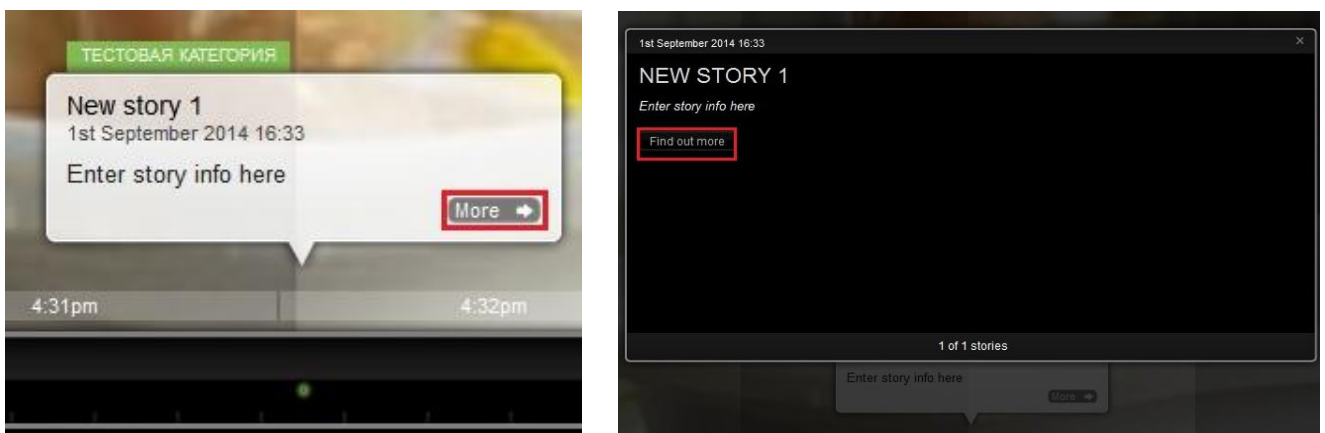 ТЕСТОВАЯ КАТЕГОРИЯ
New story 1
1st September 2014 16:33
Enter story info here
More
4:31pm
4:32pm
1st September 2014 16:33
×
NEW STORY 1
Enter story info here
Find out more
1 of 1 stories
Enter story info here
More